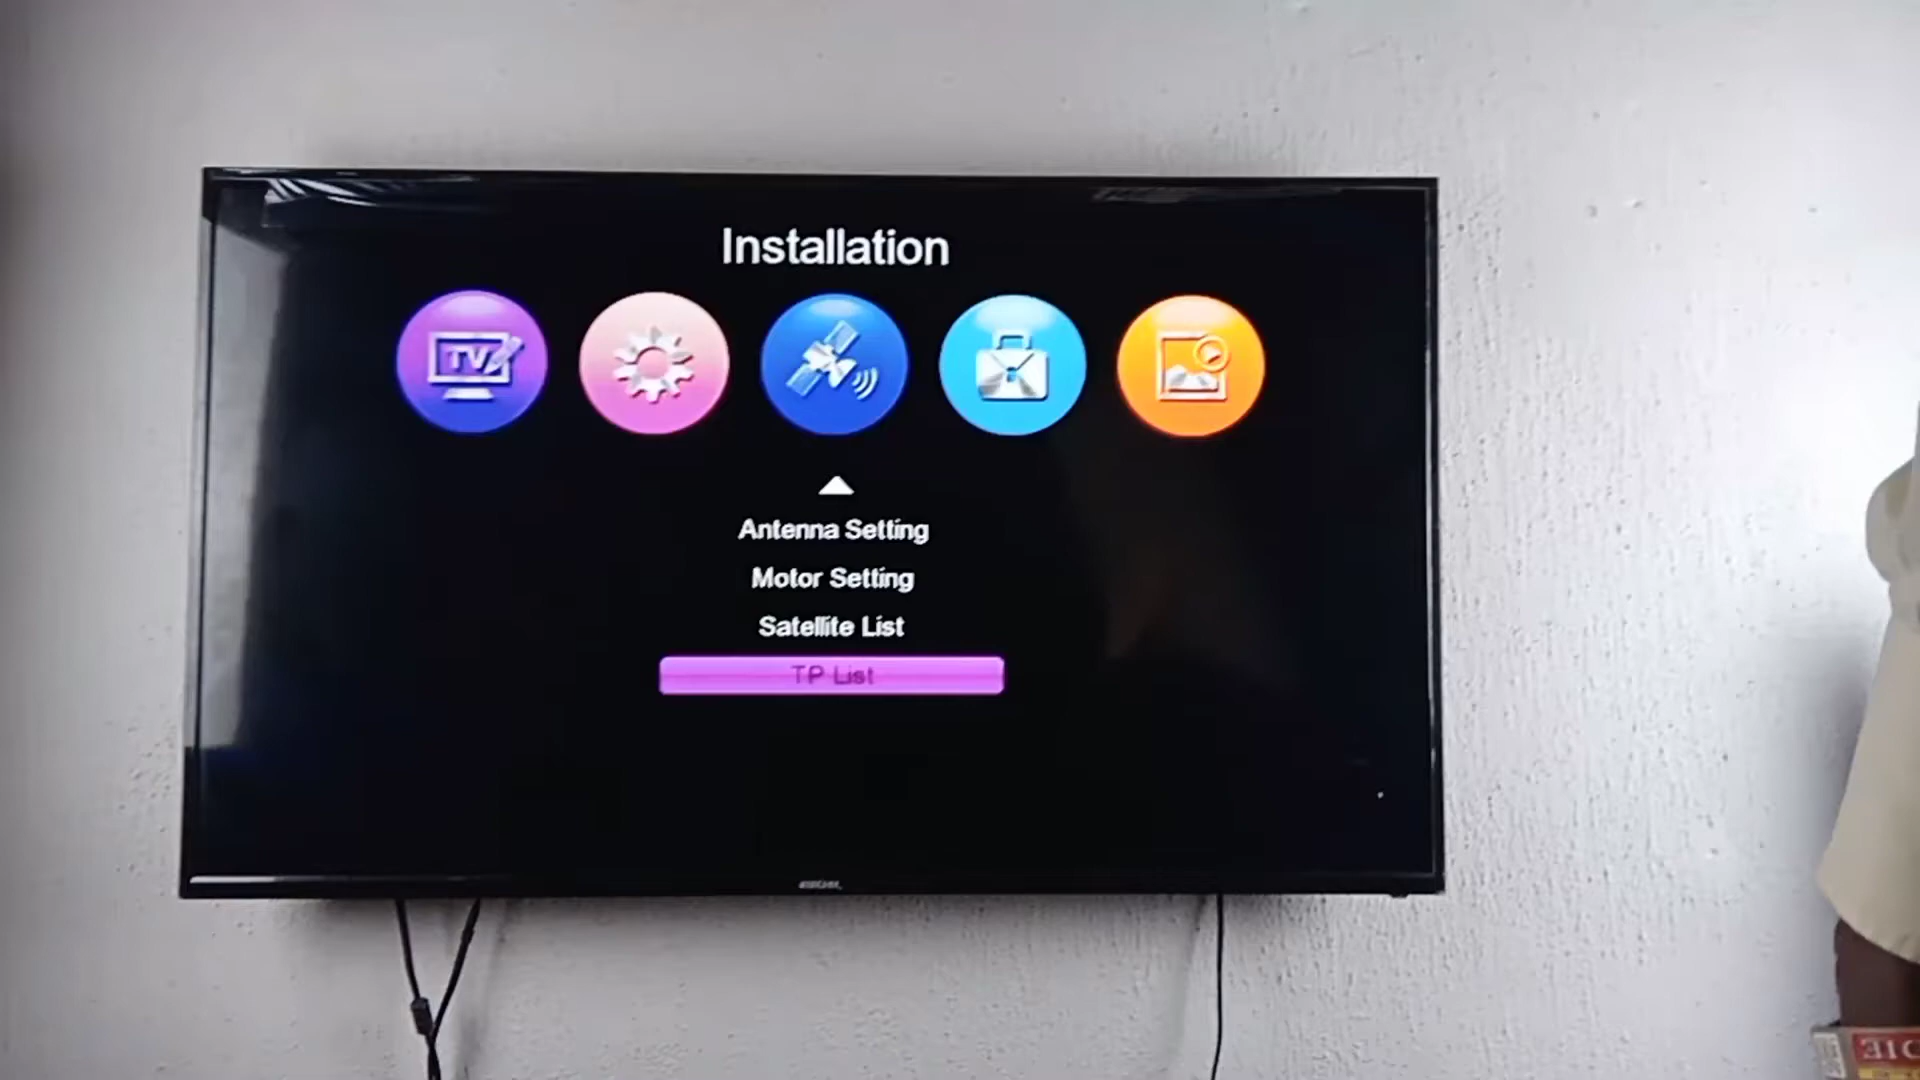 Installation
TV
Antenna Setting
Motor Setting
Satellite List
TP List